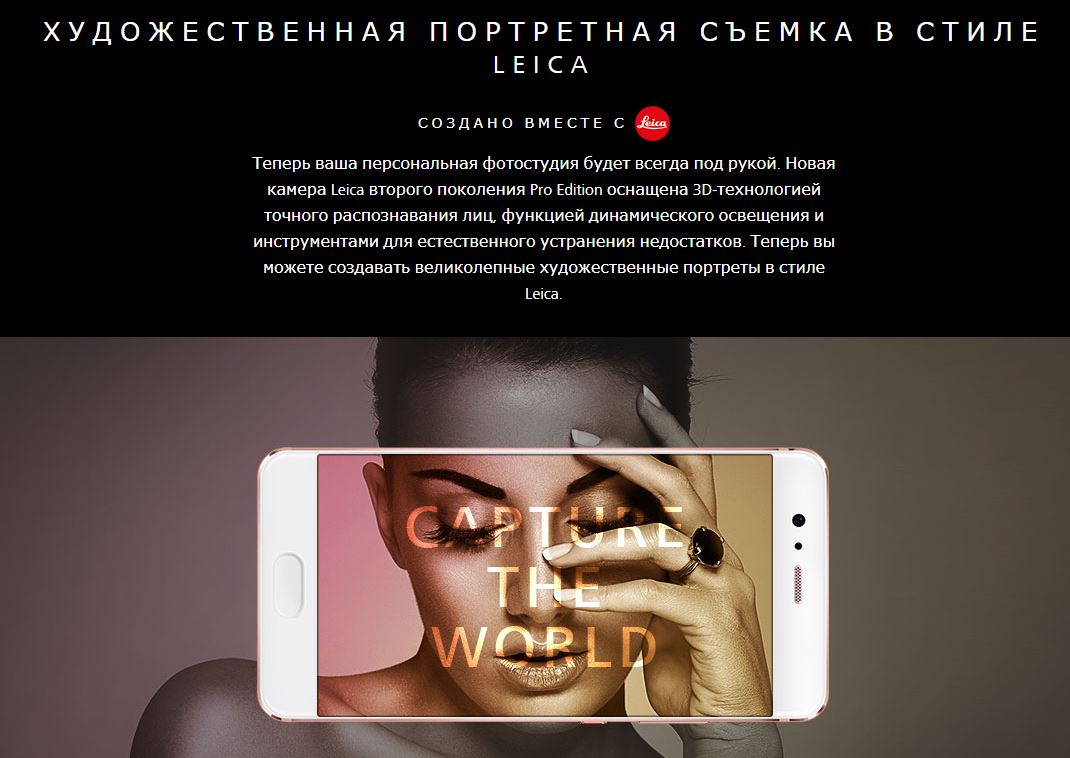 ХУДОЖЕСТВЕННАЯ ПОРТРЕТНАЯ СЪЕМКА В СТИЛЕ
LEICA
СОЗДАНО ВМЕСТЕ С Leica
Теперь ваша персональная фотостудия будет всегда под рукой. Новая
камера Leica второго поколения Pro Edition оснащена 3D-технологией
точного распознавания лиц, функцией динамического освещения и
инструментами для естественного устранения недостатков. Теперь вы
можете создавать великолепные художественные портреты в стиле
Leica.
CAPTURE
THE
WORLD